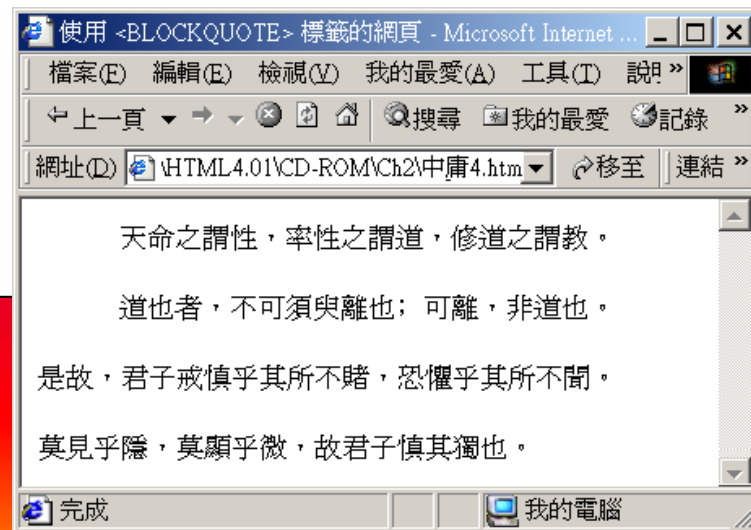 使用 <BLOCKQUOTE> 標籤的網頁 - Microsoft Internet ...
檔案(F) 編輯(E) 檢視(V) 我的最愛(A) 工具(T) 說 »
上一頁 搜尋 我的最愛 記錄 »
網址(D) \HTML4.01\CD-ROM\Ch2\中庸4.htm 移至 連結 »
天命之謂性，率性之謂道，修道之謂教。
道也者，不可須臾離也; 可離，非道也。
是故，君子戒慎乎其所不賭，恐懼乎其所不聞。
莫見乎隱，莫顯乎微，故君子慎其獨也。
完成 我的電腦